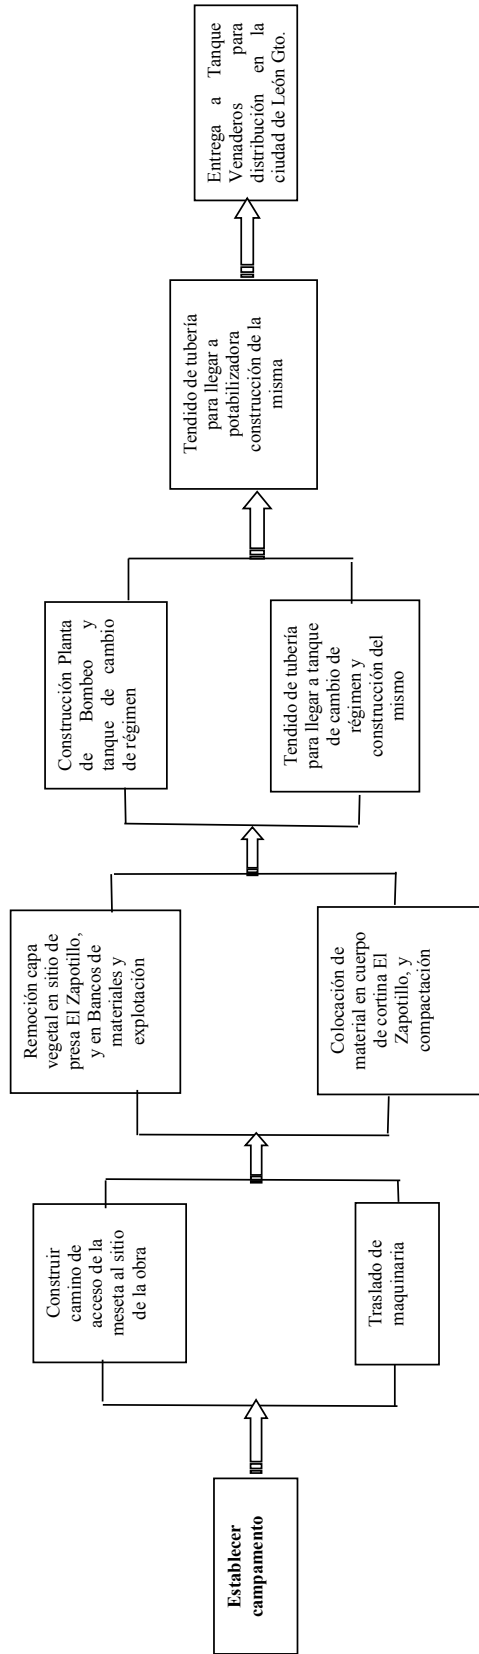 Establecer
campamento
Construir
camino de
acceso de la
meseta al sitio
de la obra
Traslado de
maquinaria
Remoción capa
vegetal en sitio de
presa El Zapotillo,
y en Bancos de
materiales y
explotación
Colocación de
material en cuerpo
de cortina El
Zapotillo, y
compactación
Construcción Planta
de Bombeo y
tanque de cambio
de régimen
Tendido de tubería
para llegar a tanque
de cambio de
régimen y
construcción del
mismo
Tendido de tubería
para llegar a
potabilizadora
construcción de la
misma
Entrega a Tanque
Venaderos para
distribución en la
ciudad de León Gto.